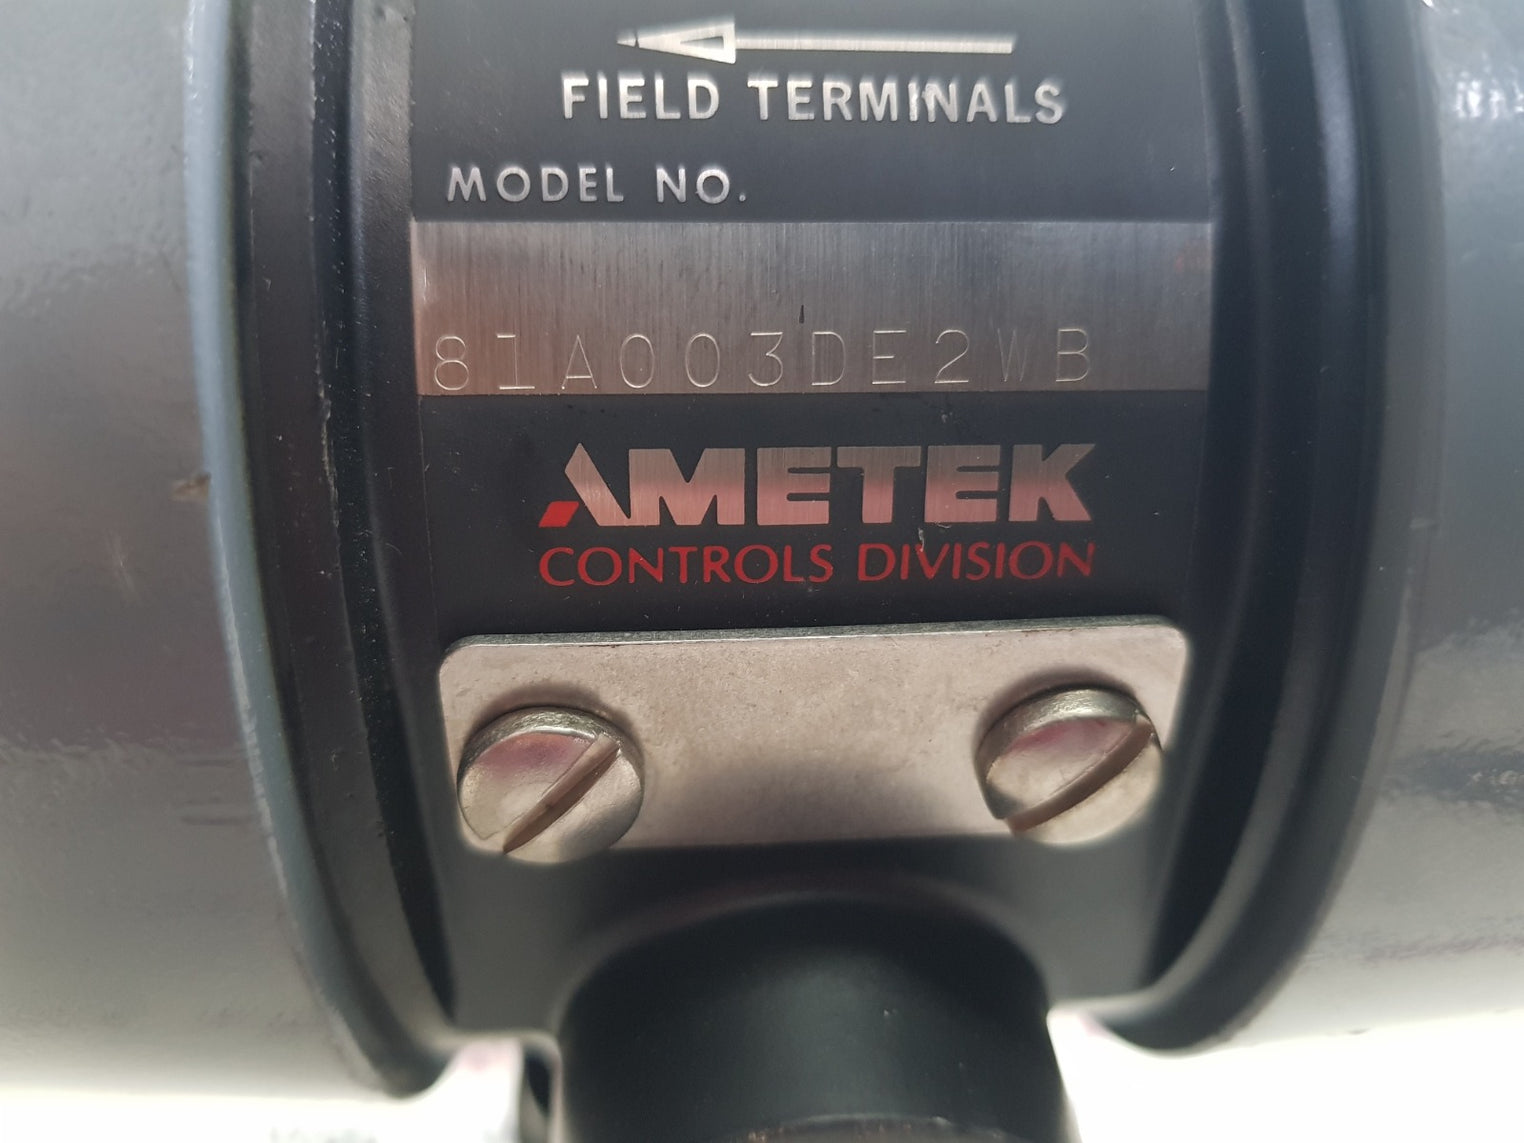 FIELD TERMINALS
MODEL NO.
81A003DE2WB
AMETEK
CONTROLS DIVISION